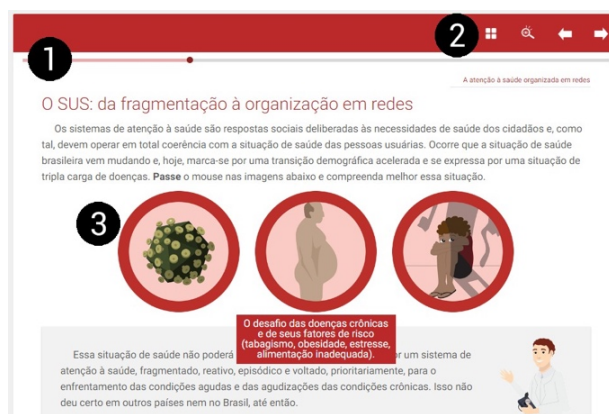 2
1
A atenção à saúde organizada em redes
O SUS: da fragmentação à organização em redes
Os sistemas de atenção à saúde são respostas sociais deliberadas às necessidades de saúde dos cidadãos e, como
tal, devem operar em total coerência com a situação de saúde das pessoas usuárias. Ocorre que a situação de saúde
brasileira vem mudando e, hoje, marca-se por uma transição demográfica acelerada e se expressa por uma situação de
tripla carga de doenças. Passe o mouse nas imagens abaixo e compreenda melhor essa situação.
3
O desafio das doenças crônicas
e de seus fatores de risco
(tabagismo, obesidade, estresse,
alimentação inadequada).
Essa situação de saúde não poderá um sistema de
atenção à saúde, fragmentado, reativo, episódico e voltado, prioritariamente, para o
enfrentamento das condições agudas e das agudizações das condições crônicas. Isso não
deu certo em outros países nem no Brasil, até então.